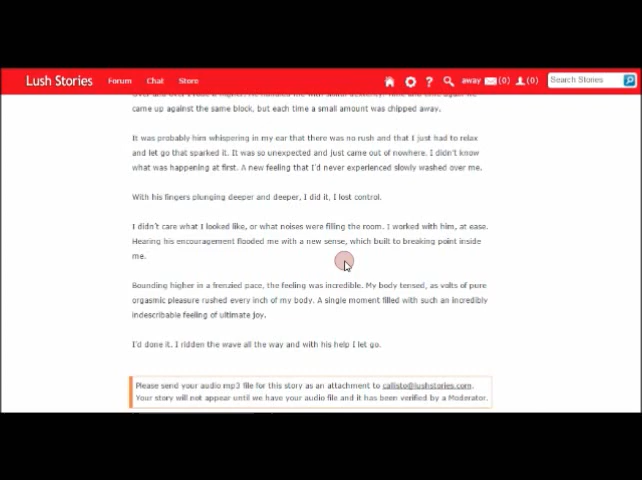 Lush Stories Forum Chat Store away (0) (0) Search Stories
came up against the same block, but each time a small amount was chipped away.
It was probably him whispering in my ear that there was no rush and that I just had to relax
and let go that sparked it. It was so unexpected and just came out of nowhere. I didn't know
what was happening at first. A new feeling that I'd never experienced slowly washed over me.
With his fingers plunging deeper and deeper, I did it, I lost control.
I didn't care what I looked like, or what noises were filling the room. I worked with him, at ease.
Hearing his encouragement flooded me with a new sense, which built to breaking point inside
me.
Bounding higher in a frenzied pace, the feeling was incredible. My body tensed, as volts of pure
orgasmic pleasure rushed every inch of my body. A single moment filled with such an incredibly
indescribable feeling of ultimate joy.
I'd done it. I ridden the wave all the way and with his help I let go.
Please send your audio mp3 file for this story as an attachment to callisto@lushstories.com.
Your story will not appear until we have your audio file and it has been verified by a Moderator.